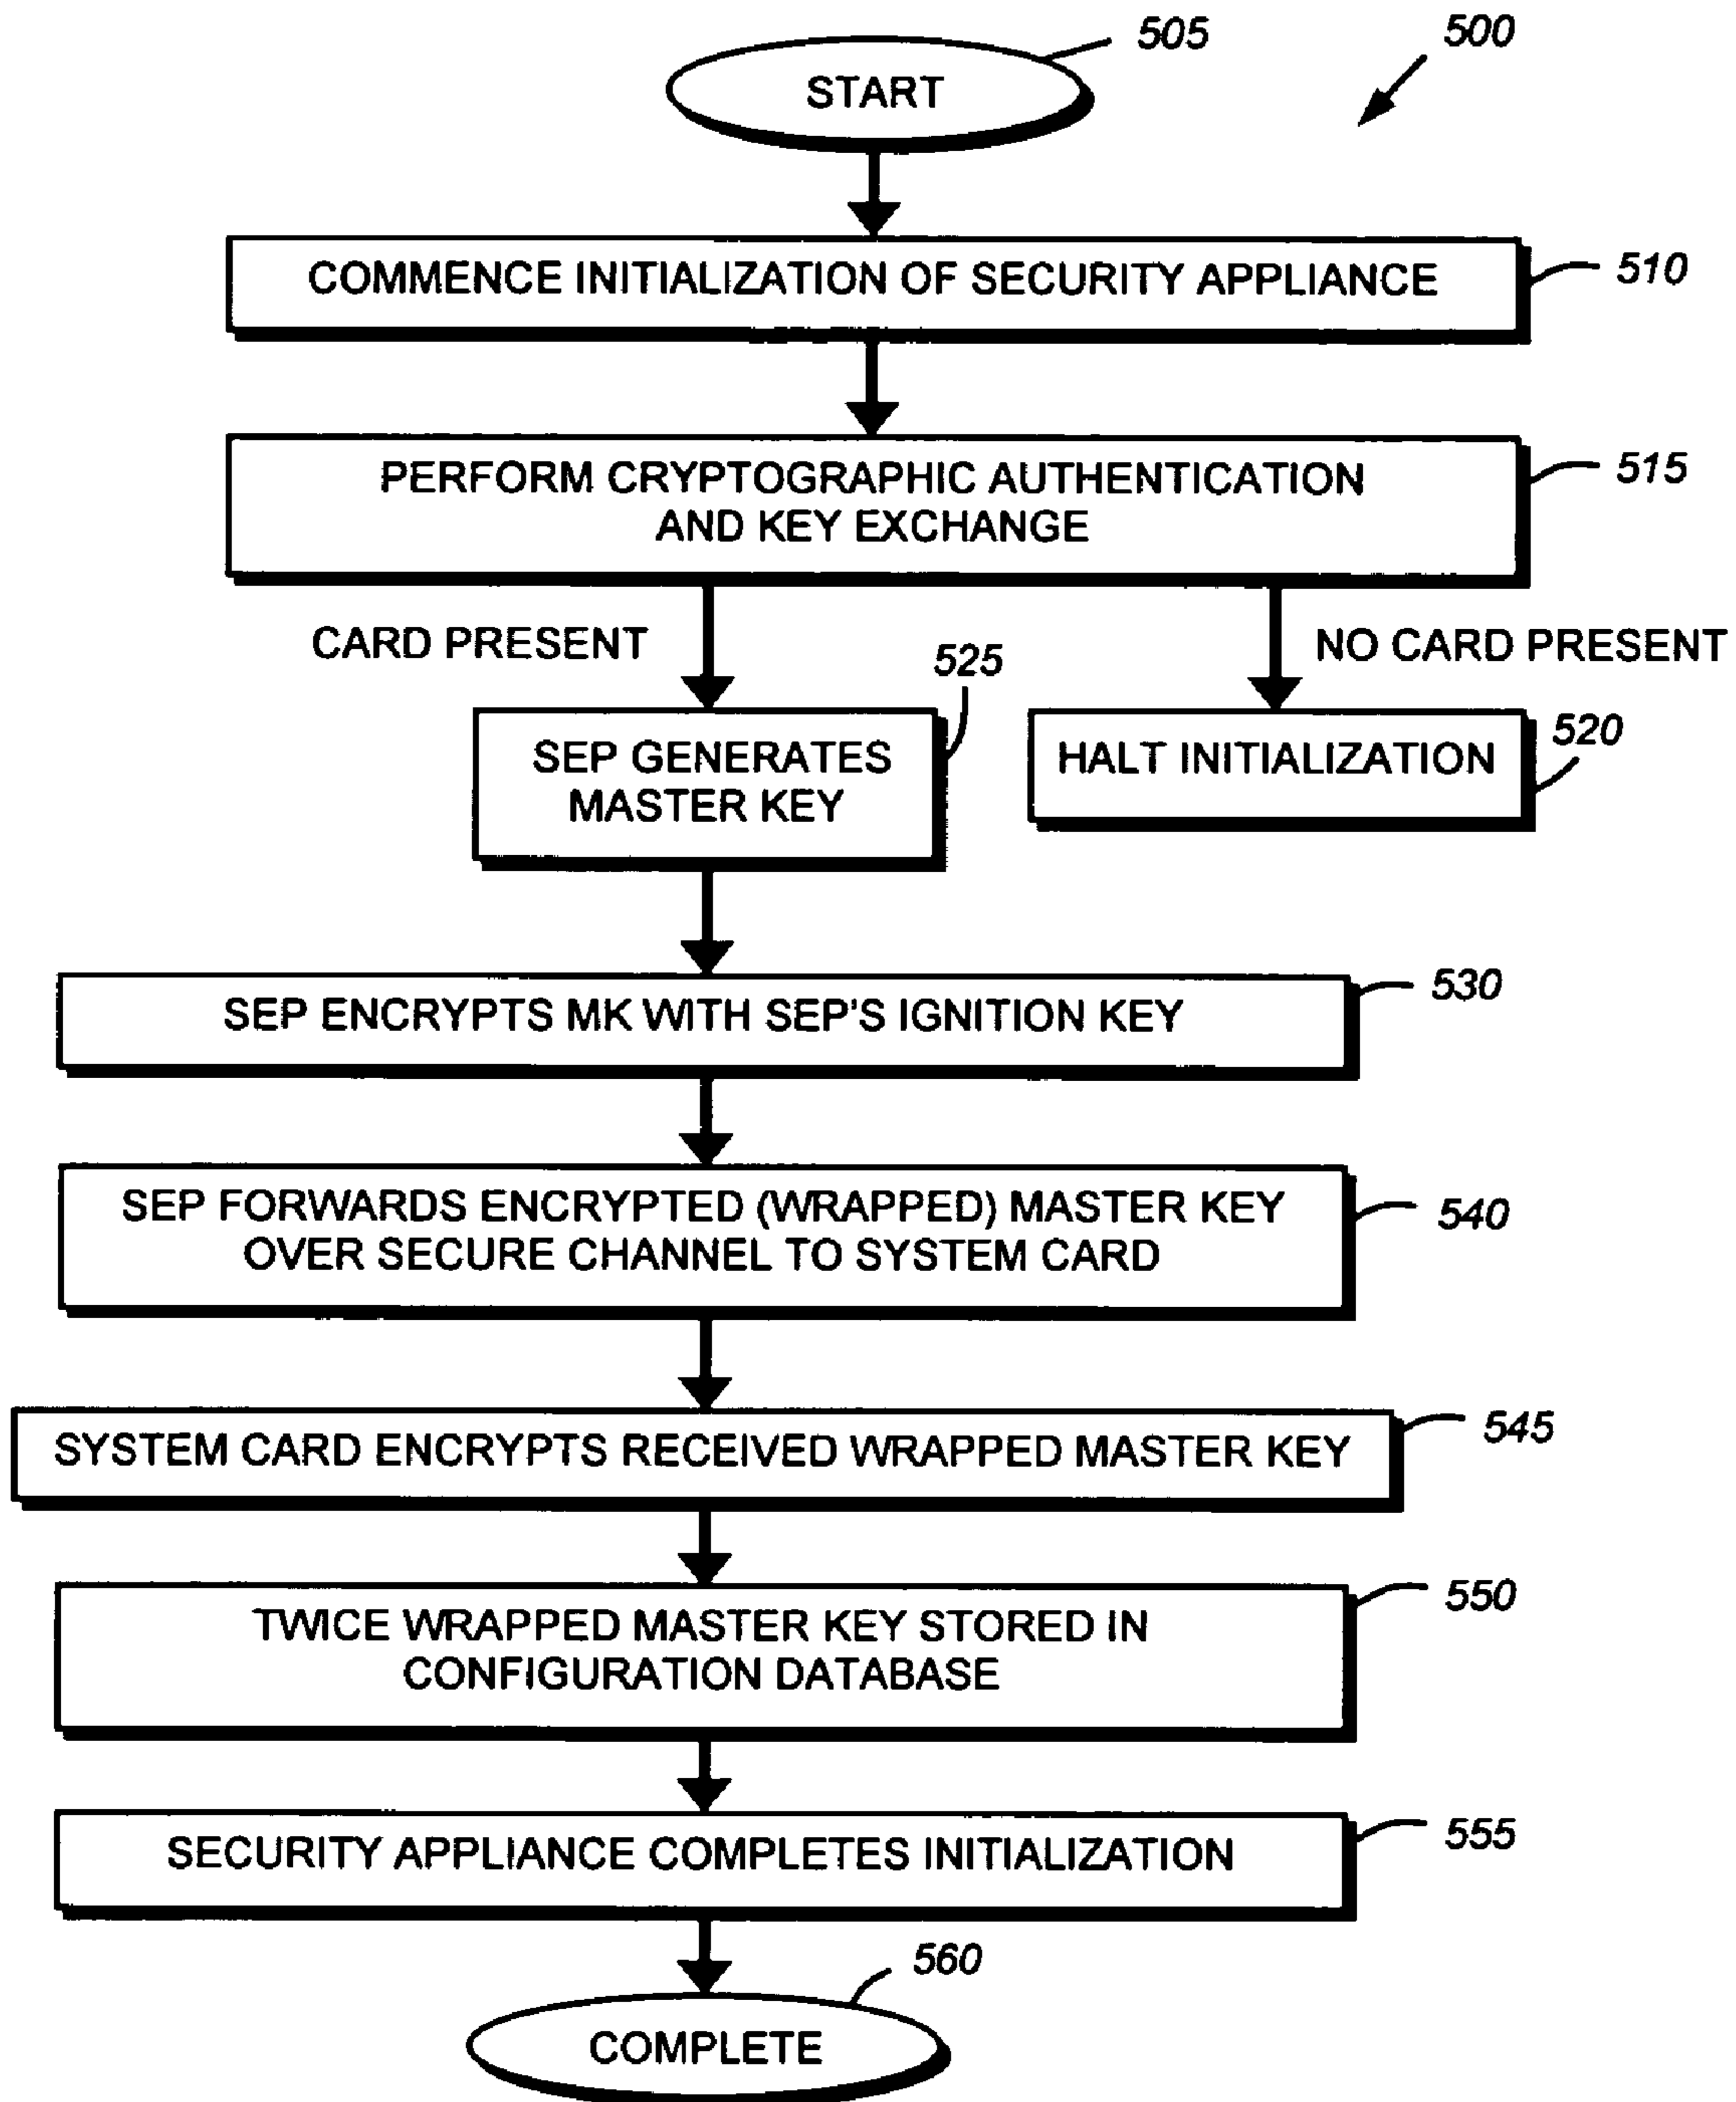 505
500
START
COMMENCE INITIALIZATION OF SECURITY APPLIANCE
510
PERFORM CRYPTOGRAPHIC AUTHENTICATION
AND KEY EXCHANGE
515
CARD PRESENT
NO CARD PRESENT
525
SEP GENERATES
MASTER KEY
HALT INITIALIZATION
520
SEP ENCRYPTS MK WITH SEP'S IGNITION KEY
530
SEP FORWARDS ENCRYPTED (WRAPPED) MASTER KEY
OVER SECURE CHANNEL TO SYSTEM CARD
540
SYSTEM CARD ENCRYPTS RECEIVED WRAPPED MASTER KEY
545
TWICE WRAPPED MASTER KEY STORED IN
CONFIGURATION DATABASE
550
SECURITY APPLIANCE COMPLETES INITIALIZATION
555
560
COMPLETE